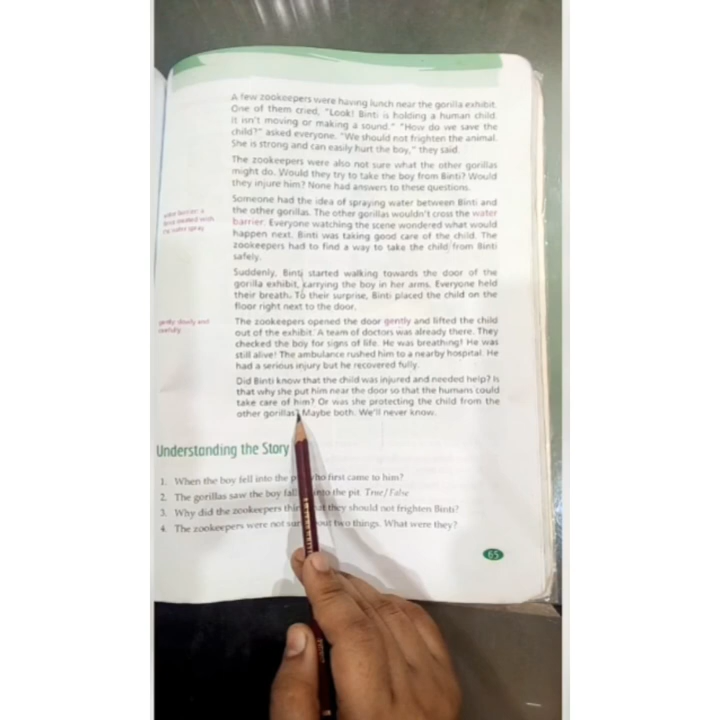 A few zookeepers were having lunch near the gorilla exhibit.
One of them cried, "Look! Binti is holding a human child.
It isn't moving or making a sound." "How do we save the
child?" asked everyone. "We should not frighten the animal.
She is strong and can easily hurt the boy," they said.
The zookeepers were also not sure what the other gorillas
might do. Would they try to take the boy from Binti? Would
they injure him? None had answers to these questions.
Someone had the idea of spraying water between Binti and
the other gorillas. The other gorillas wouldn't cross the water
barrier. Everyone watching the scene wondered what would
happen next. Binti was taking good care of the child. The
zookeepers had to find a way to take the child from Binti
safely.
water barrier: a
with
the water spray
Suddenly, Binti started walking towards the door of the
gorilla exhibit, carrying the boy in her arms. Everyone held
their breath. To their surprise, Binti placed the child on the
floor right next to the door.
The zookeepers opened the door gently and lifted the child
out of the exhibit. A team of doctors was already there. They
checked the boy for signs of life. He was breathing! He was
still alive! The ambulance rushed him to a nearby hospital. He
had a serious injury but he recovered fully.
gently: slowly and
carefully
Did Binti know that the child was injured and needed help? Is
that why she put him near the door so that the humans could
take care of him? Or was she protecting the child from the
other gorillas? Maybe both. We'll never know.
Understanding the Story
1. When the boy fell into the who first came to him?
2. The gorillas saw the boy into the pit. True/False
3. Why did the zookeepers they should not frighten Binti?
4. The zookeepers were not two things. What were they?
65